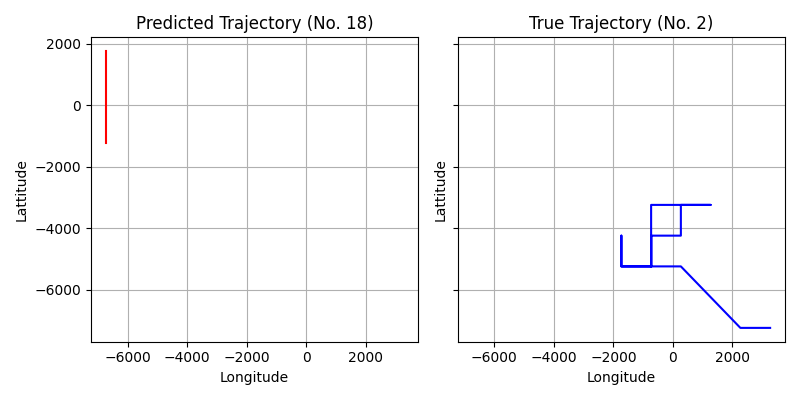 Predicted Trajectory (No. 18)
True Trajectory (No. 2)
2000
0
−2000
−4000
−6000
Lattitude
Lattitude
−6000 −4000 −2000 0 2000
−6000 −4000 −2000 0 2000
Longitude
Longitude